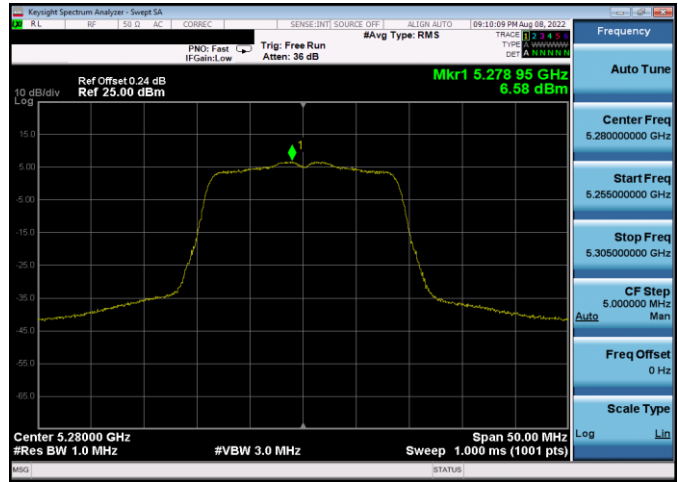 Keysight Spectrum Analyzer - Swept SA
RL RF 50 Ω AC CORREC SENSE:INT SOURCE OFF ALIGN AUTO 09:10:09 PM Aug 08, 2022
#Avg Type: RMS
TRACE 1 2 3 4 5 6
TYPE A WWWWW
DET A N N N N N
PNO: Fast
IFGain:Low
Trig: Free Run
Atten: 36 dB
Mkr1 5.278 95 GHz
6.58 dBm
Ref Offset 0.24 dB
10 dB/div Ref 25.00 dBm
Log
1
15.0
5.00
-5.00
-15.0
-25.0
-35.0
-45.0
-55.0
-65.0
Center 5.28000 GHz Span 50.00 MHz
#Res BW 1.0 MHz #VBW 3.0 MHz Sweep 1.000 ms (1001 pts)
MSG STATUS
Frequency
Auto Tune
Center Freq
5.280000000 GHz
Start Freq
5.255000000 GHz
Stop Freq
5.305000000 GHz
CF Step
5.000000 MHz
Auto Man
Freq Offset
0 Hz
Scale Type
Log Lin